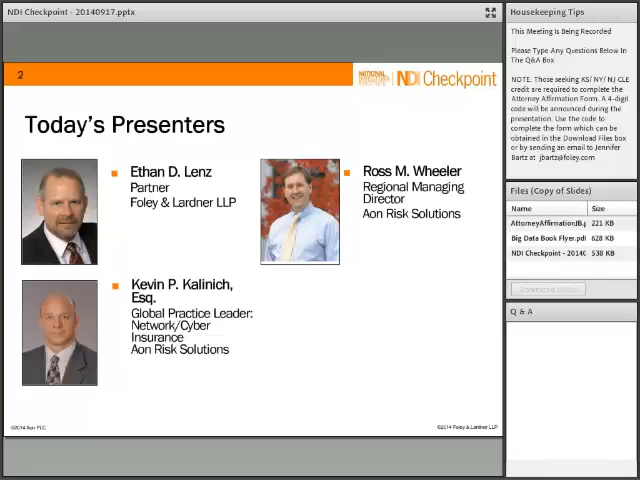 NDI Checkpoint - 20140917.pptx
2
NATIONAL
DIRECTORS
INSTITUTE
NDI Checkpoint
Today's Presenters
Ethan D. Lenz
Partner
Foley & Lardner LLP
Ross M. Wheeler
Regional Managing
Director
Aon Risk Solutions
Kevin P. Kalinich,
Esq.
Global Practice Leader:
Network/Cyber
Insurance
Aon Risk Solutions
©2014 Aon PLC
©2014 Foley & Lardner LLP
Housekeeping Tips
This Meeting Is Being Recorded
Please Type Any Questions Below In
The Q&A Box
NOTE: Those seeking KS/ NY/ NJ CLE
credit are required to complete the
Attorney Affirmation Form. A 4-digit
code will be announced during the
presentation. Use the code to
complete the form which can be
obtained in the Download Files box
or by sending an email to Jennifer
Bartz at jbartz@foley.com
Files (Copy of Slides)
Name Size
AttorneyAffirmationJB.p 221 KB
Big Data Book Flyer.pdf 628 KB
NDI Checkpoint - 2014C 538 KB
Download File(s)
Q & A